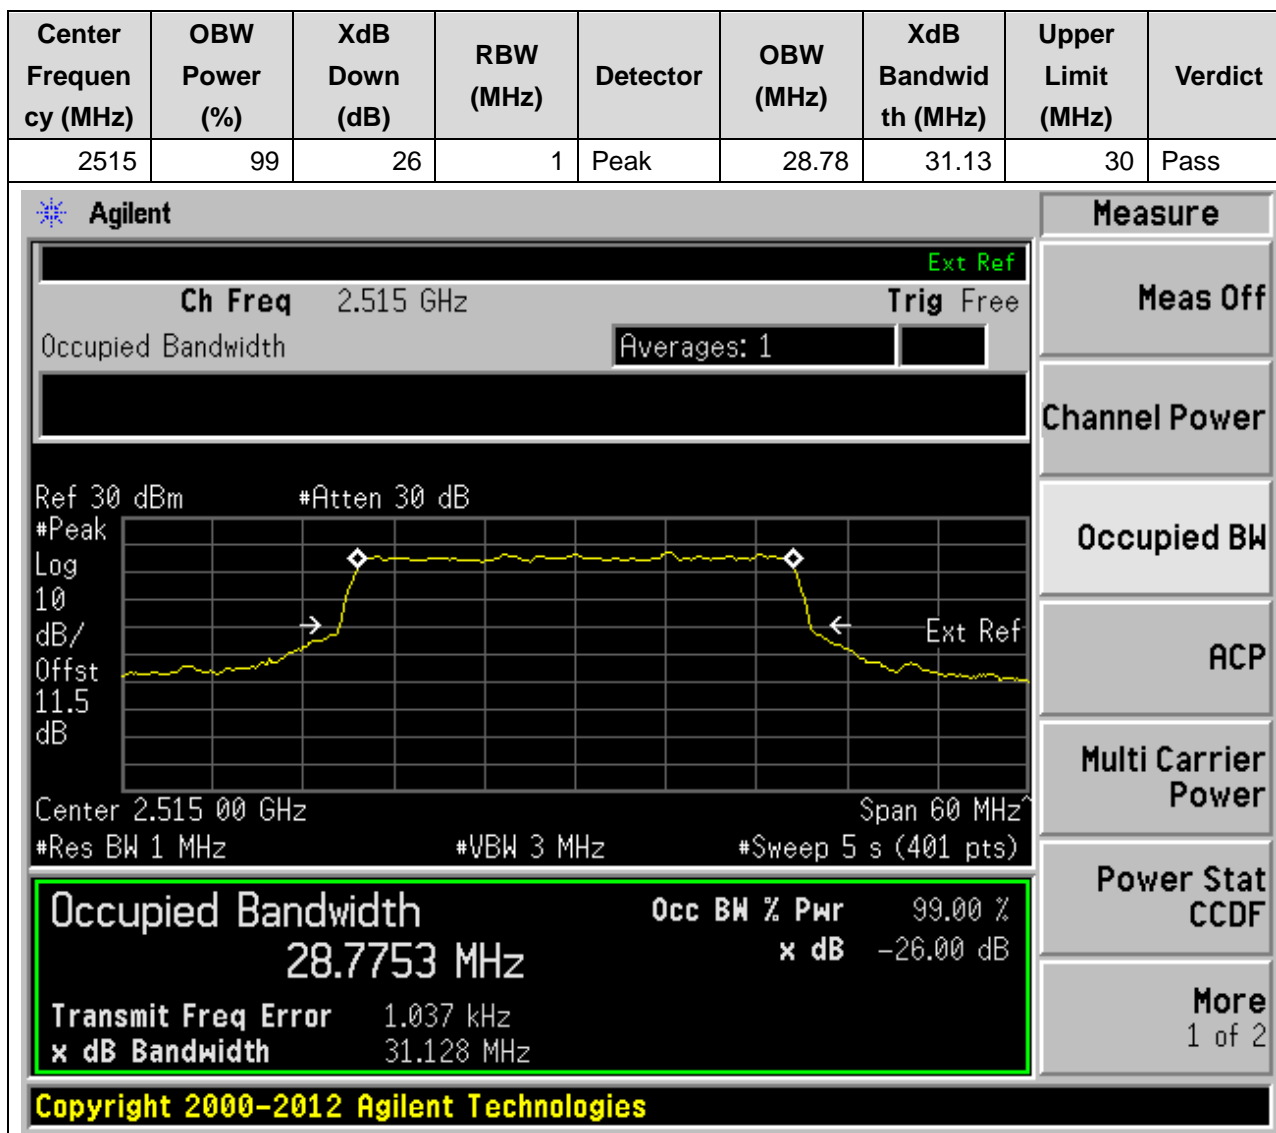 Center Frequen cy (MHz) OBW Power (%) XdB Down (dB) RBW (MHz) Detector OBW (MHz) XdB Bandwid th (MHz) Upper Limit (MHz) Verdict
2515 99 26 1 Peak 28.78 31.13 30 Pass
Agilent
Measure
Ext Ref
Ch Freq 2.515 GHz Trig Free
Meas Off
Occupied Bandwidth Averages: 1
Channel Power
Ref 30 dBm #Atten 30 dB
#Peak
Log
10
dB/
Offst
11.5
dB
Ext Ref
Occupied BW
ACP
Center 2.515 00 GHz Span 60 MHz^
#Res BW 1 MHz #VBW 3 MHz #Sweep 5 s (401 pts)
Multi Carrier
Power
Occupied Bandwidth Occ BW % Pwr 99.00 %
28.7753 MHz x dB -26.00 dB
Transmit Freq Error 1.037 kHz
x dB Bandwidth 31.128 MHz
Power Stat
CCDF
More
1 of 2
Copyright 2000-2012 Agilent Technologies